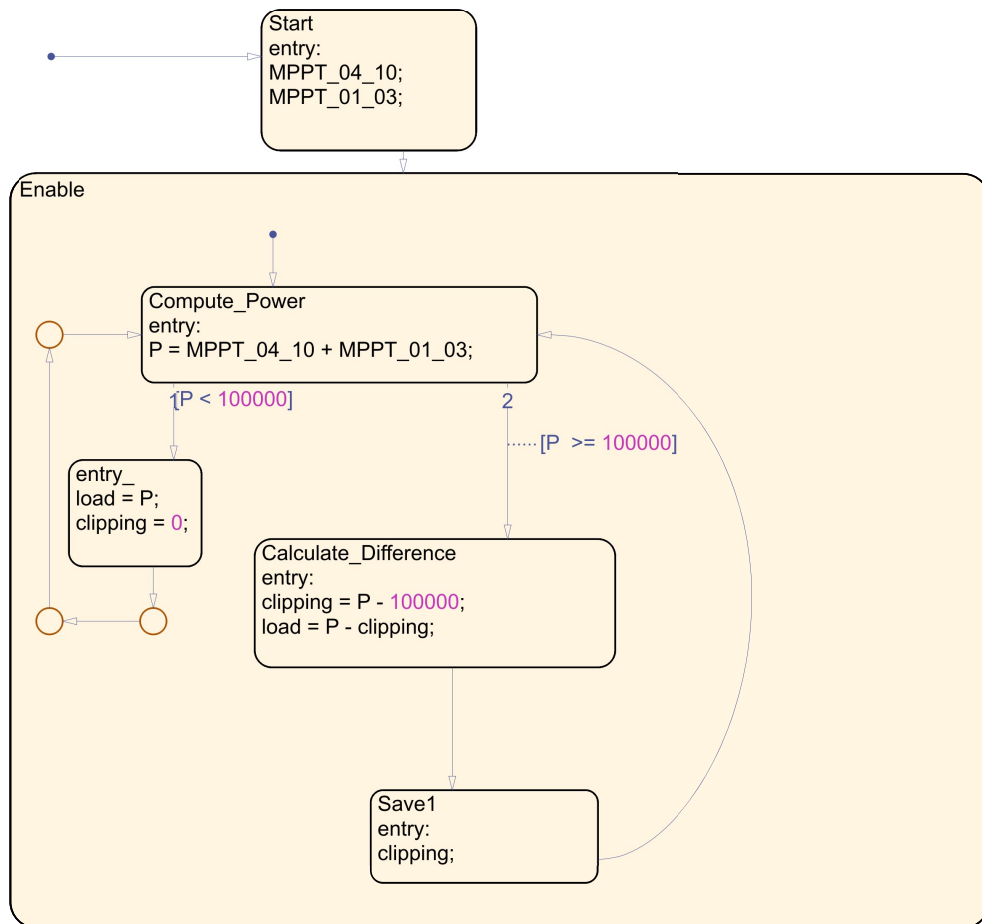 Start
entry:
MPPT_04_10;
MPPT_01_03;
Enable
Compute_Power
entry:
P = MPPT_04_10 + MPPT_01_03;
1
[P < 100000]
2
[P  >= 100000]
entry_
load = P;
clipping = 0;
Calculate_Difference
entry:
clipping = P - 100000;
load = P - clipping;
Save1
entry:
clipping;